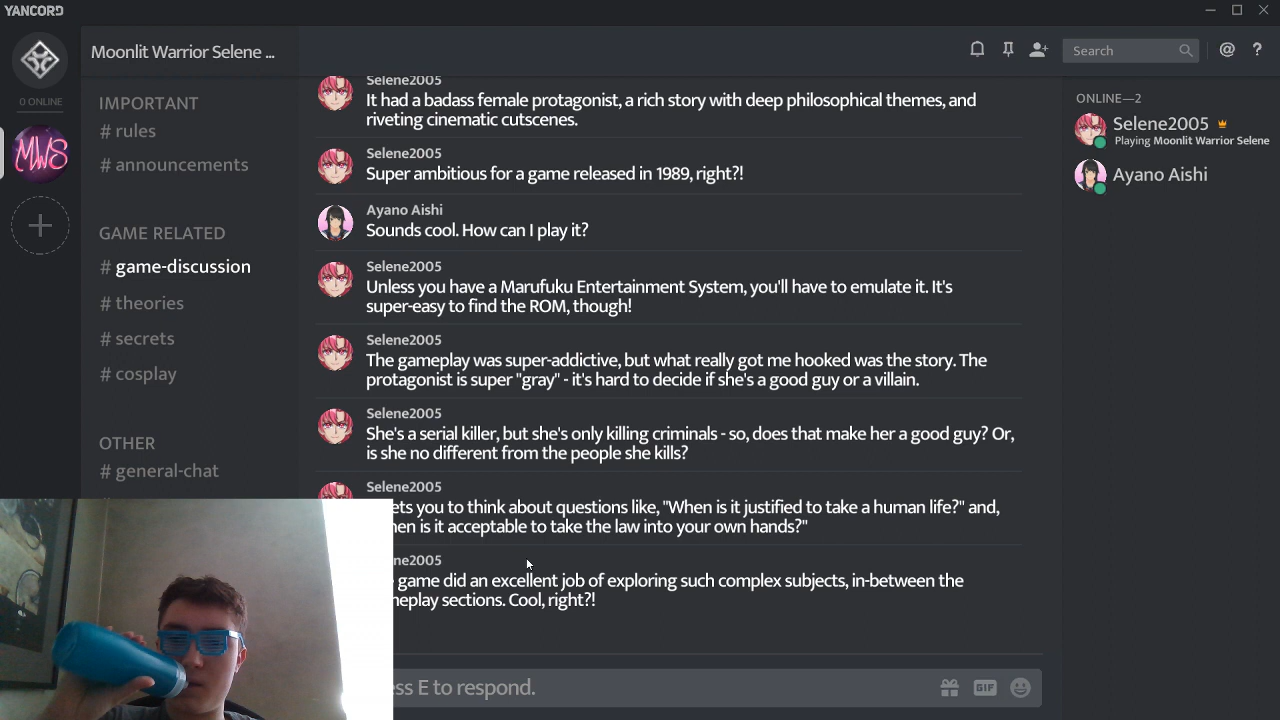 YANCORD
Moonlit Warrior Selene ...
Search
@
?
0 ONLINE
MWS
IMPORTANT
# rules
# announcements
GAME RELATED
# game-discussion
# theories
# secrets
# cosplay
OTHER
# general-chat
Selene2005
It had a badass female protagonist, a rich story with deep philosophical themes, and
riveting cinematic cutscenes.
Selene2005
Super ambitious for a game released in 1989, right?!
Ayano Aishi
Sounds cool. How can I play it?
Selene2005
Unless you have a Marufuku Entertainment System, you'll have to emulate it. It's
super-easy to find the ROM, though!
Selene2005
The gameplay was super-addictive, but what really got me hooked was the story. The
protagonist is super "gray" - it's hard to decide if she's a good guy or a villain.
Selene2005
She's a serial killer, but she's only killing criminals - so, does that make her a good guy? Or,
is she no different from the people she kills?
Selene2005
ets you to think about questions like, "When is it justified to take a human life?" and,
en is it acceptable to take the law into your own hands?"
ne2005
game did an excellent job of exploring such complex subjects, in-between the
eplay sections. Cool, right?!
ess E to respond.
GIF
ONLINE—2
Selene2005
Playing Moonlit Warrior Selene
Ayano Aishi